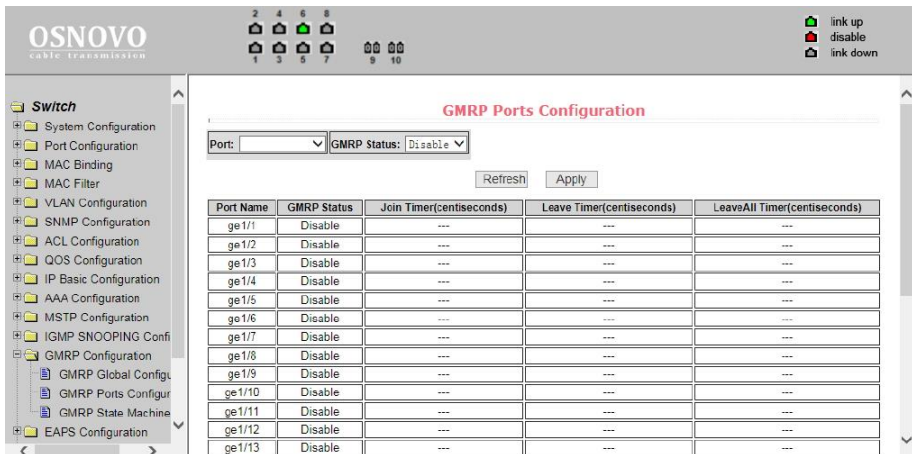 OSNOVO
cable transmission
2 4 6 8
1 3 5 7 9 10
link up
disable
link down
Switch
System Configuration
Port Configuration
MAC Binding
MAC Filter
VLAN Configuration
SNMP Configuration
ACL Configuration
QOS Configuration
IP Basic Configuration
AAA Configuration
MSTP Configuration
IGMP SNOOPING Confi
GMRP Configuration
GMRP Global Configu
GMRP Ports Configur
GMRP State Machine
EAPS Configuration
GMRP Ports Configuration
Port: GMRP Status: Disable
Refresh Apply
Port Name GMRP Status Join Timer(centiseconds) Leave Timer(centiseconds) LeaveAll Timer(centiseconds)
ge1/1 Disable --- --- ---
ge1/2 Disable --- --- ---
ge1/3 Disable --- --- ---
ge1/4 Disable --- --- ---
ge1/5 Disable --- --- ---
ge1/6 Disable --- --- ---
ge1/7 Disable --- --- ---
ge1/8 Disable --- --- ---
ge1/9 Disable --- --- ---
ge1/10 Disable --- --- ---
ge1/11 Disable --- --- ---
ge1/12 Disable --- --- ---
ge1/13 Disable --- --- ---